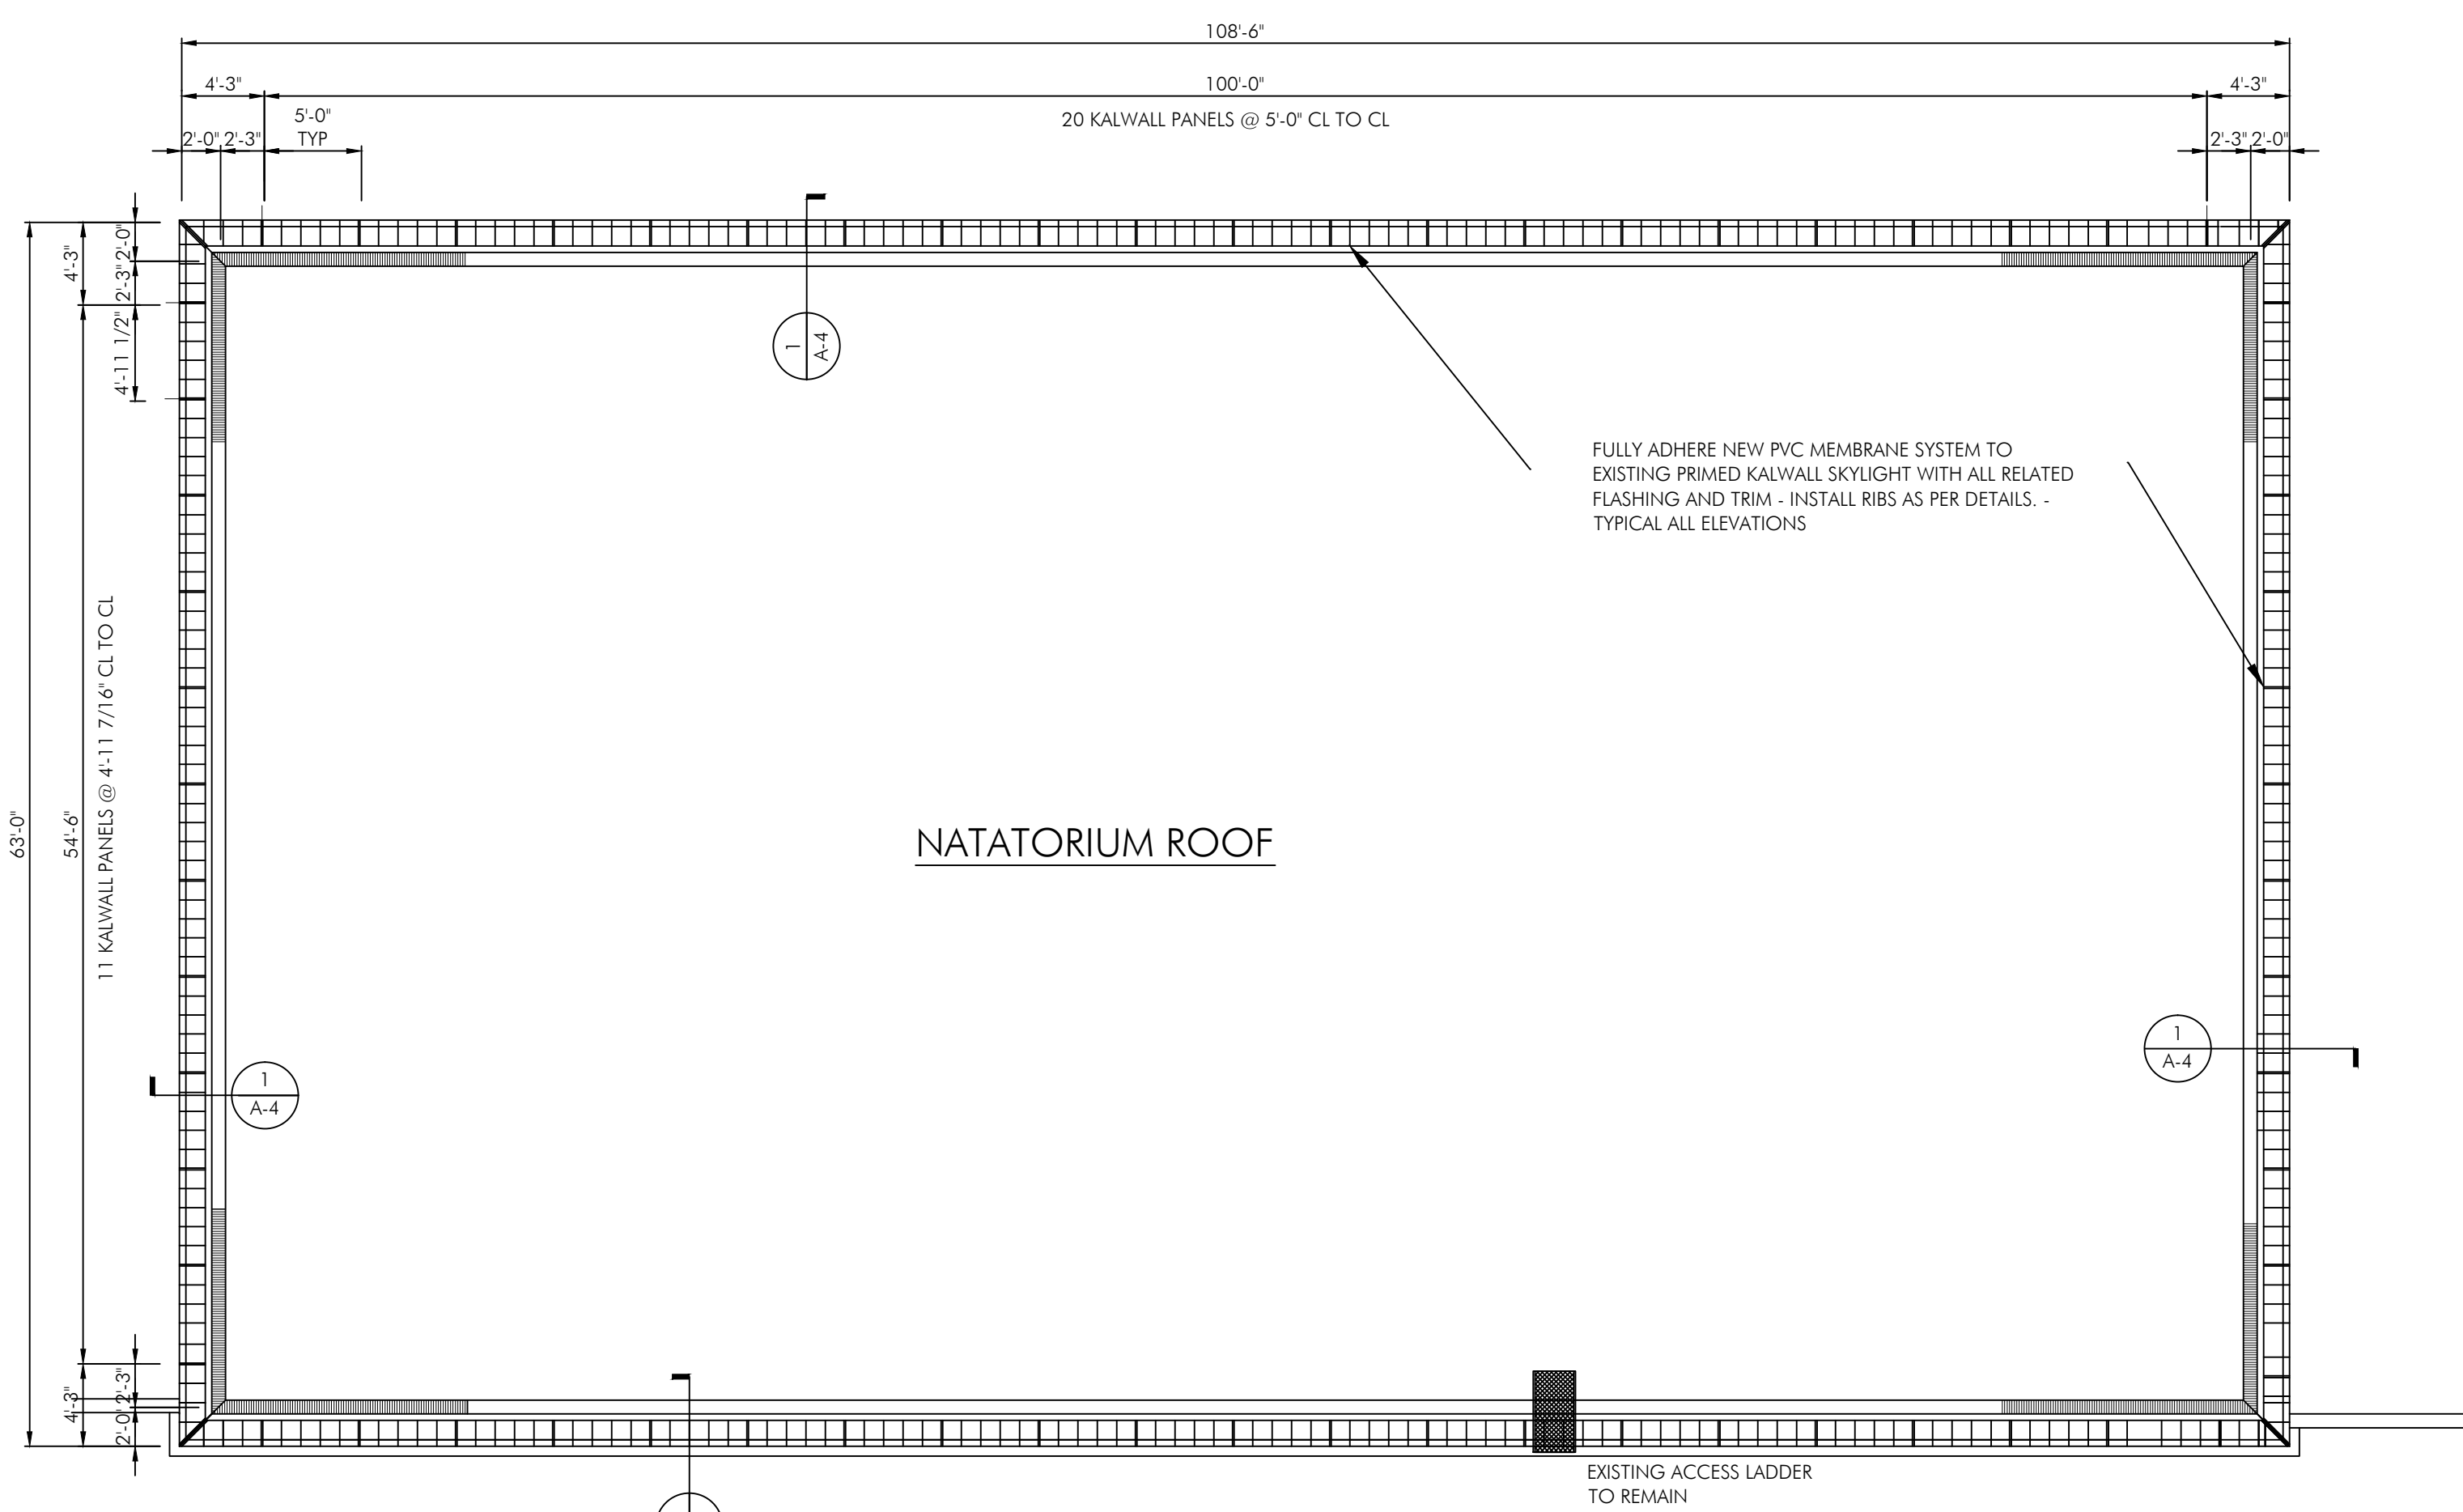 108'-6"
4'-3"
100'-0"
4'-3"
5'-0"
TYP
20 KALWALL PANELS @ 5'-0" CL TO CL
2'-0"
2'-3"
2'-3"
2'-0"
2'-0"
4'-3"
2'-3"
4'-11 1/2"
1
A-4
FULLY ADHERE NEW PVC MEMBRANE SYSTEM TO
EXISTING PRIMED KALWALL SKYLIGHT WITH ALL RELATED
FLASHING AND TRIM - INSTALL RIBS AS PER DETAILS. -
TYPICAL ALL ELEVATIONS
63'-0"
54'-6"
11 KALWALL PANELS @ 4'-11 7/16" CL TO CL
NATATORIUM ROOF
1
A-4
1
A-4
4'-3"
2'-3"
2'-0"
EXISTING ACCESS LADDER
TO REMAIN